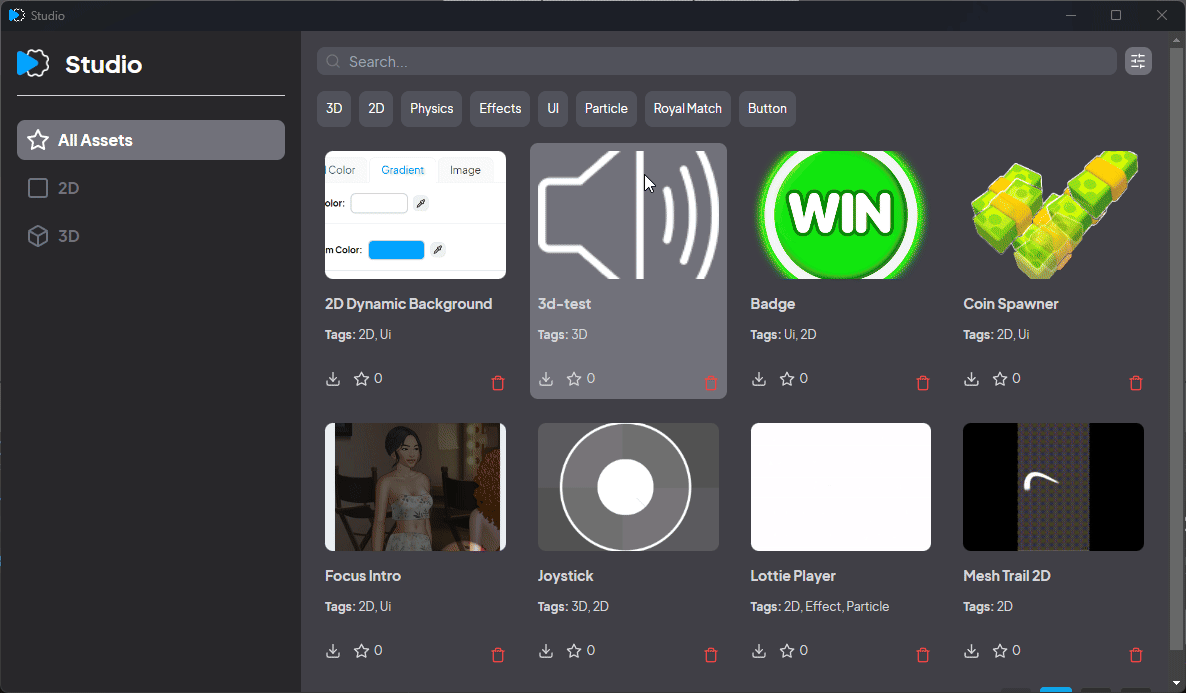 Studio
Studio
All Assets
2D
3D
Search...
3D
2D
Physics
Effects
UI
Particle
Royal Match
Button
Color
Gradient
Image
olor:
m Color:
WIN
2D Dynamic Background
3d-test
Badge
Coin Spawner
Tags: 2D, Ui
Tags: 3D
Tags: Ui, 2D
Tags: 2D, Ui
0
0
0
0
Focus Intro
Joystick
Lottie Player
Mesh Trail 2D
Tags: 2D, Ui
Tags: 3D, 2D
Tags: 2D, Effect, Particle
Tags: 2D
0
0
0
0